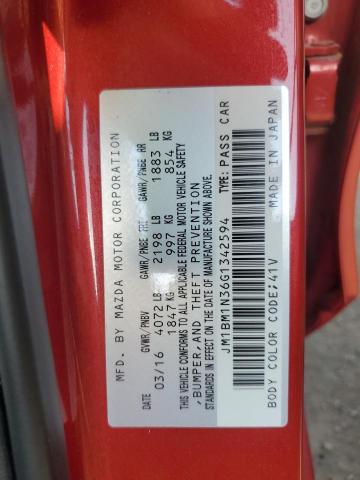 MFD. BY MAZDA MOTOR CORPORATION
GVWR/PNBV GAWR/PNBE FRT GAWR/PNBE RR
03/16 4072 LB 2198 LB 1883 LB
1847 KG 997 KG 854 KG
THIS VEHICLE CONFORMS TO ALL APPLICABLE FEDERAL MOTOR VEHICLE SAFETY
,BUMPER,AND THEFT PREVENTION
STANDARDS IN EFFECT ON THE DATE OF MANUFACTURE SHOWN ABOVE.
JM1BM1N36G1342594 TYPE: PASS CAR
BODY COLOR CODE;41V MADE IN JAPAN